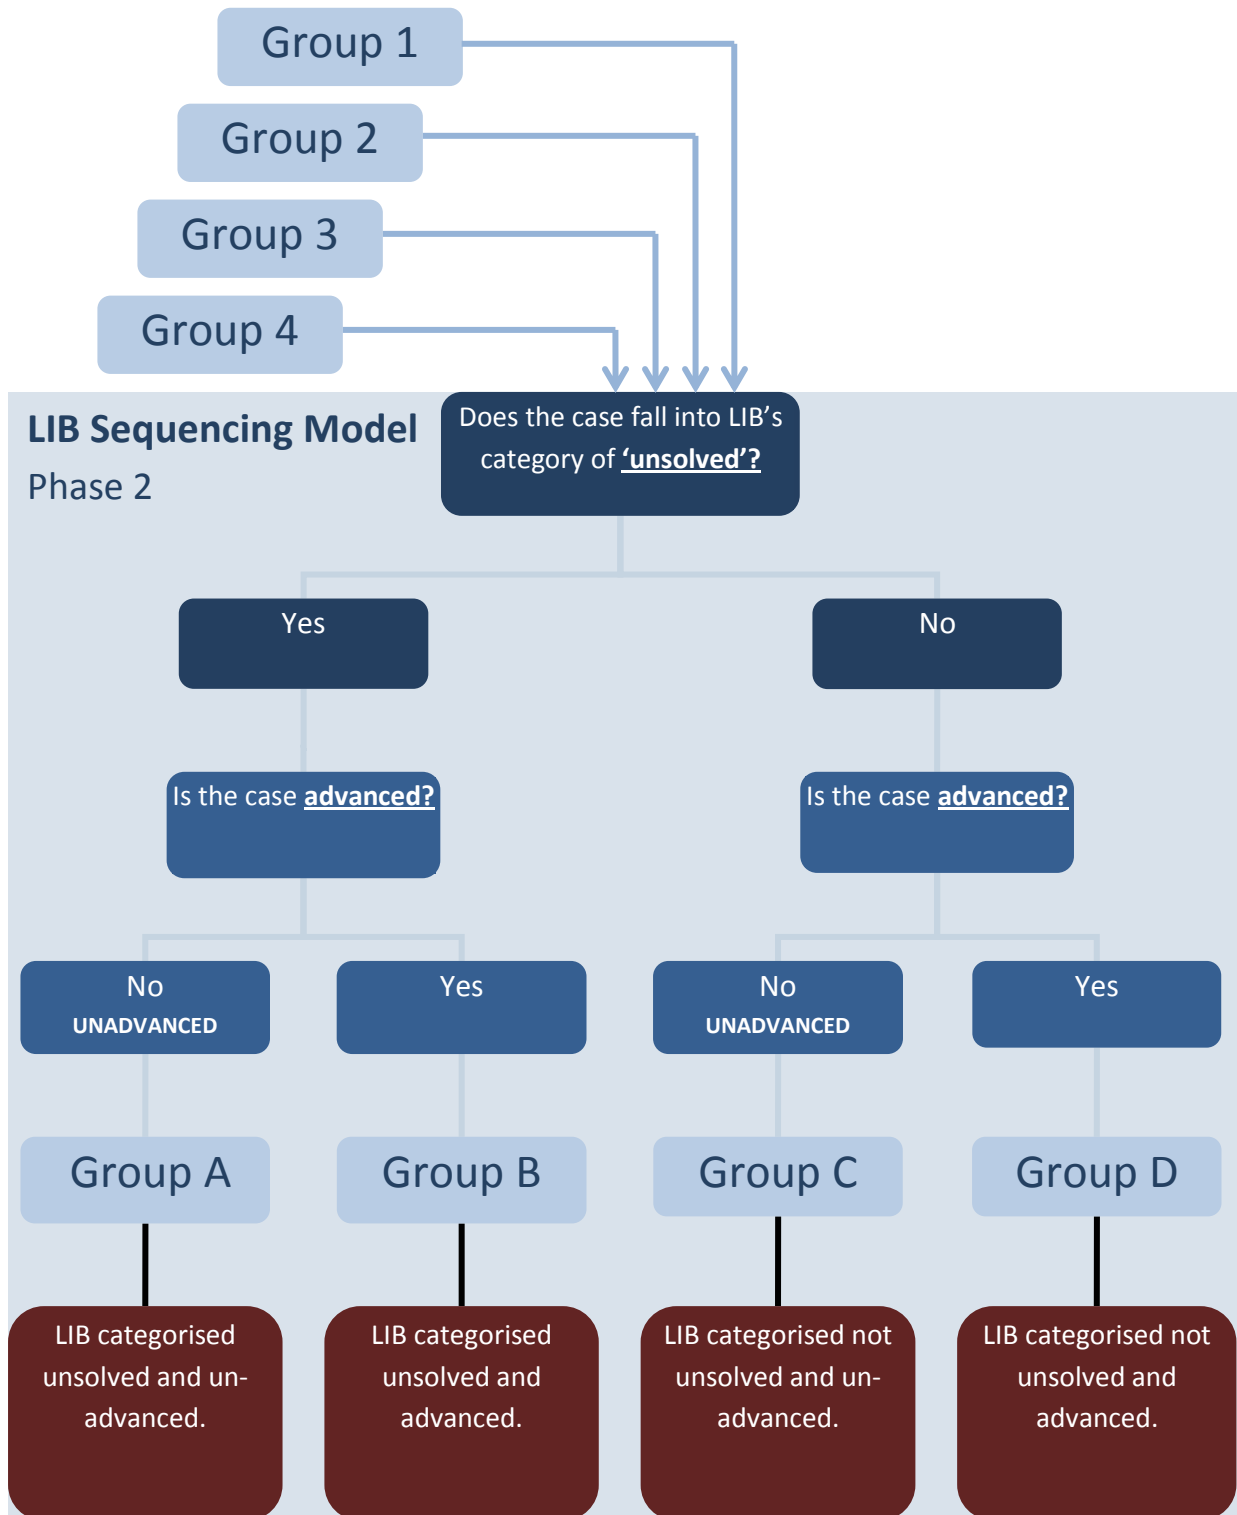 Group 1
Group 2
Group 3
Group 4
LIB Sequencing Model
Phase 2
Does the case fall into LIB’s
category of ‘unsolved’?
Yes
No
Is the case advanced?
Is the case advanced?
No
UNADVANCED
Yes
No
UNADVANCED
Yes
Group A
Group B
Group C
Group D
LIB categorised
unsolved and un-
advanced.
LIB categorised
unsolved and
advanced.
LIB categorised not
unsolved and un-
advanced.
LIB categorised not
unsolved and
advanced.